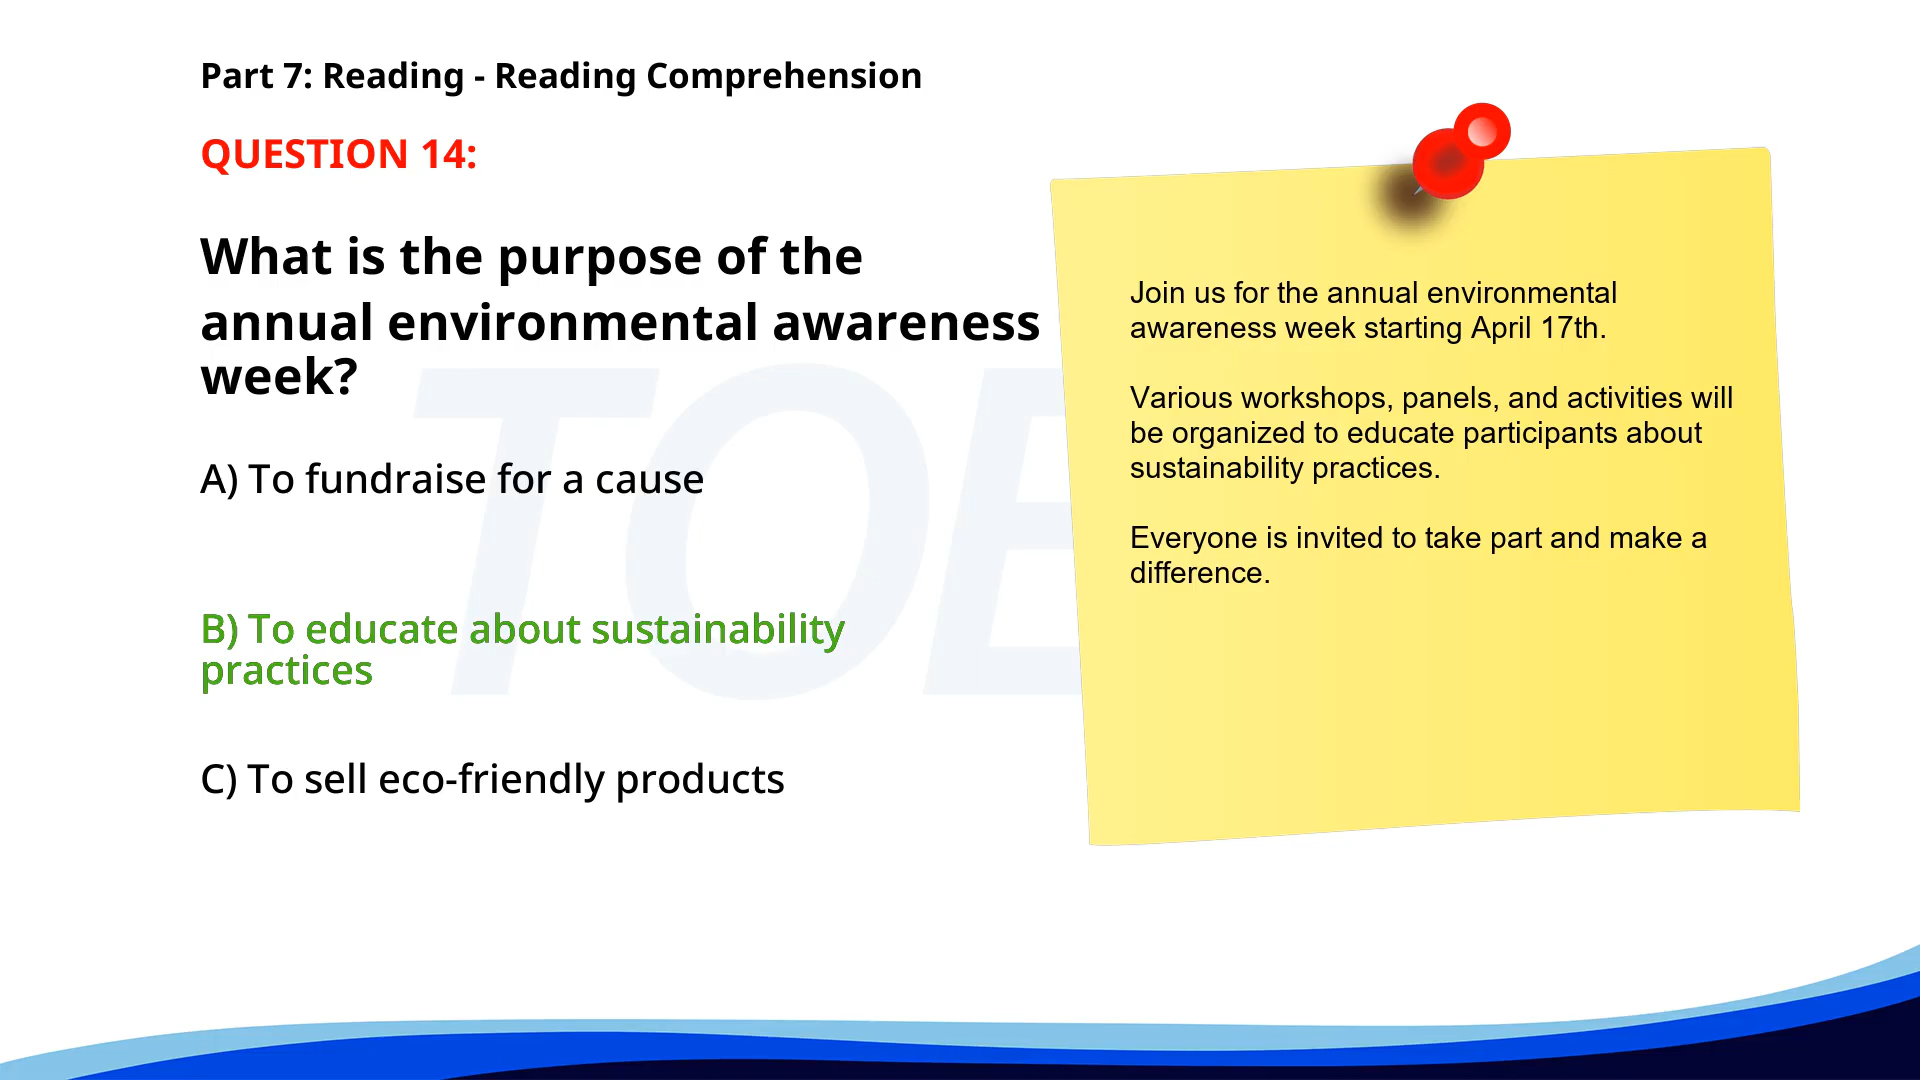 Part 7: Reading - Reading Comprehension
QUESTION 14:
What is the purpose of the
annual environmental awareness
week?
A) To fundraise for a cause
B) To educate about sustainability
practices
C) To sell eco-friendly products
Join us for the annual environmental
awareness week starting April 17th.
Various workshops, panels, and activities will
be organized to educate participants about
sustainability practices.
Everyone is invited to take part and make a
difference.
TOE